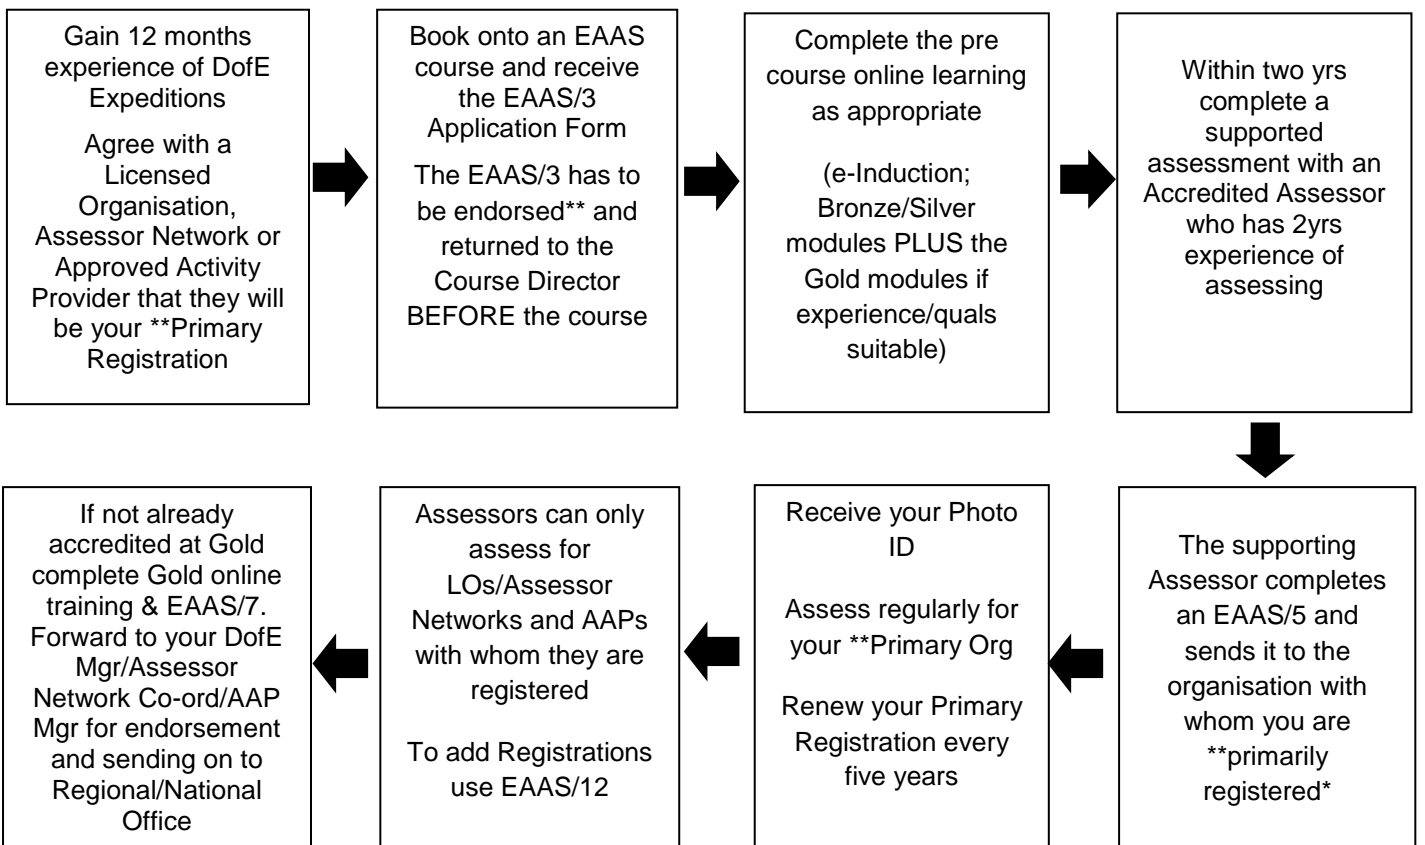 Gain 12 months
experience of DofE
Expeditions
Agree with a
Licensed
Organisation,
Assessor Network or
Approved Activity
Provider that they will
be your **Primary
Registration
Book onto an EAAS
course and receive
the EAAS/3
Application Form
The EAAS/3 has to
be endorsed** and
returned to the
Course Director
BEFORE the course
Complete the pre
course online learning
as appropriate
(e-Induction;
Bronze/Silver
modules PLUS the
Gold modules if
experience/quals
suitable)
Within two yrs
complete a
supported
assessment with an
Accredited Assessor
who has 2yrs
experience of
assessing
The supporting
Assessor completes
an EAAS/5 and
sends it to the
organisation with
whom you are
**primarily
registered*
Receive your Photo
ID
Assess regularly for
your **Primary Org
Renew your Primary
Registration every
five years
Assessors can only
assess for
LOs/Assessor
Networks and AAPs
with whom they are
registered
To add Registrations
use EAAS/12
If not already
accredited at Gold
complete Gold online
training & EAAS/7.
Forward to your DofE
Mgr/Assessor
Network Co-ord/AAP
Mgr for endorsement
and sending on to
Regional/National
Office